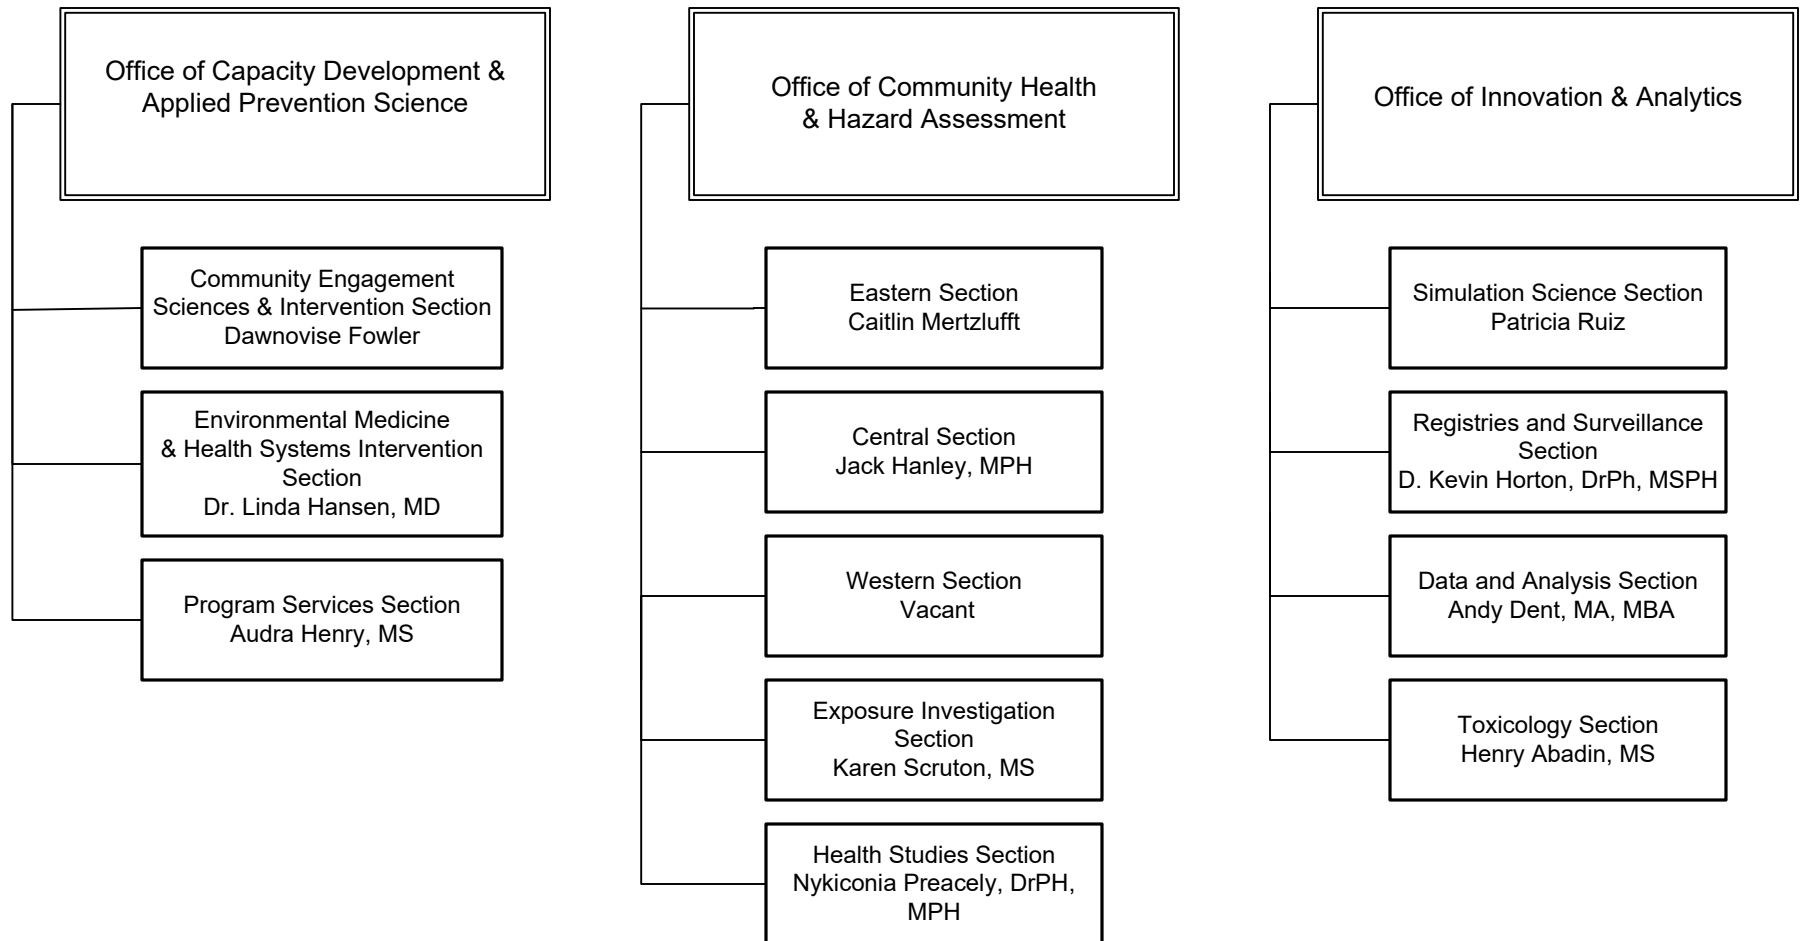 Office of Capacity Development &
Applied Prevention Science
Community Engagement
Sciences & Intervention Section
Dawnovise Fowler
Environmental Medicine
& Health Systems Intervention
Section
Dr. Linda Hansen, MD
Program Services Section
Audra Henry, MS
Office of Community Health
& Hazard Assessment
Eastern Section
Caitlin Mertzlufft
Central Section
Jack Hanley, MPH
Western Section
Vacant
Exposure Investigation
Section
Karen Scruton, MS
Health Studies Section
Nykiconia Preacely, DrPH,
MPH
Office of Innovation & Analytics
Simulation Science Section
Patricia Ruiz
Registries and Surveillance
Section
D. Kevin Horton, DrPh, MSPH
Data and Analysis Section
Andy Dent, MA, MBA
Toxicology Section
Henry Abadin, MS